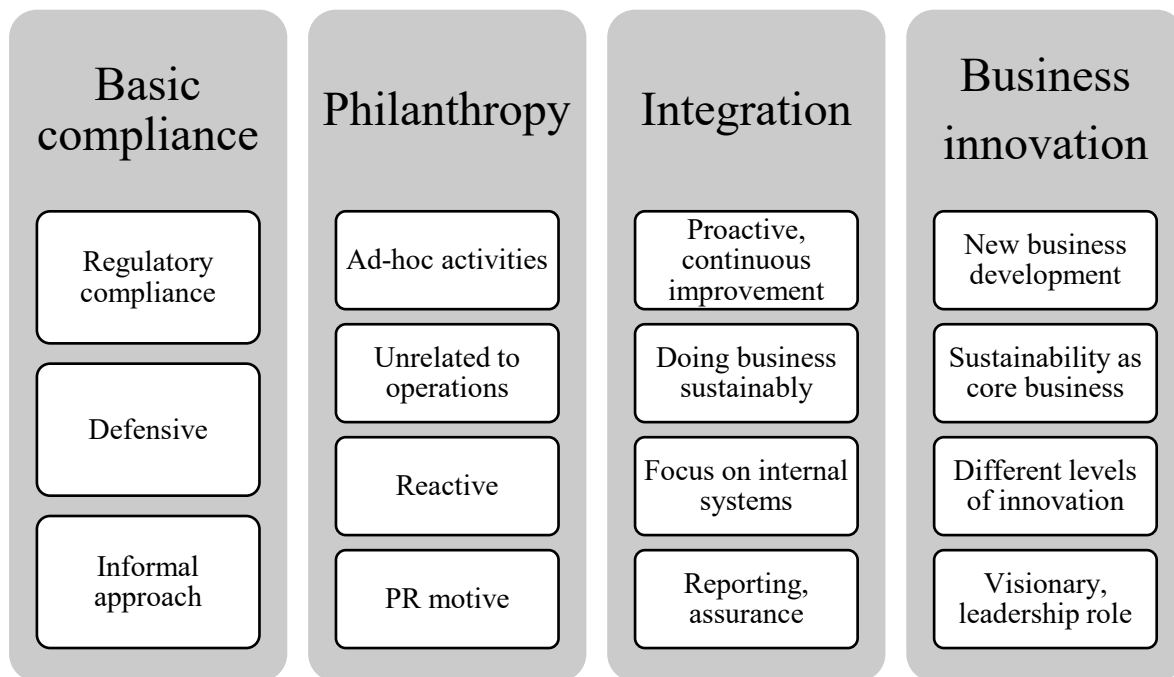 Basic
compliance
Regulatory
compliance
Defensive
Informal
approach
Philanthropy
Ad-hoc activities
Unrelated to
operations
Reactive
PR motive
Integration
Proactive,
continuous
improvement
Doing business
sustainably
Focus on internal
systems
Reporting,
assurance
Business
innovation
New business
development
Sustainability as
core business
Different levels
of innovation
Visionary,
leadership role